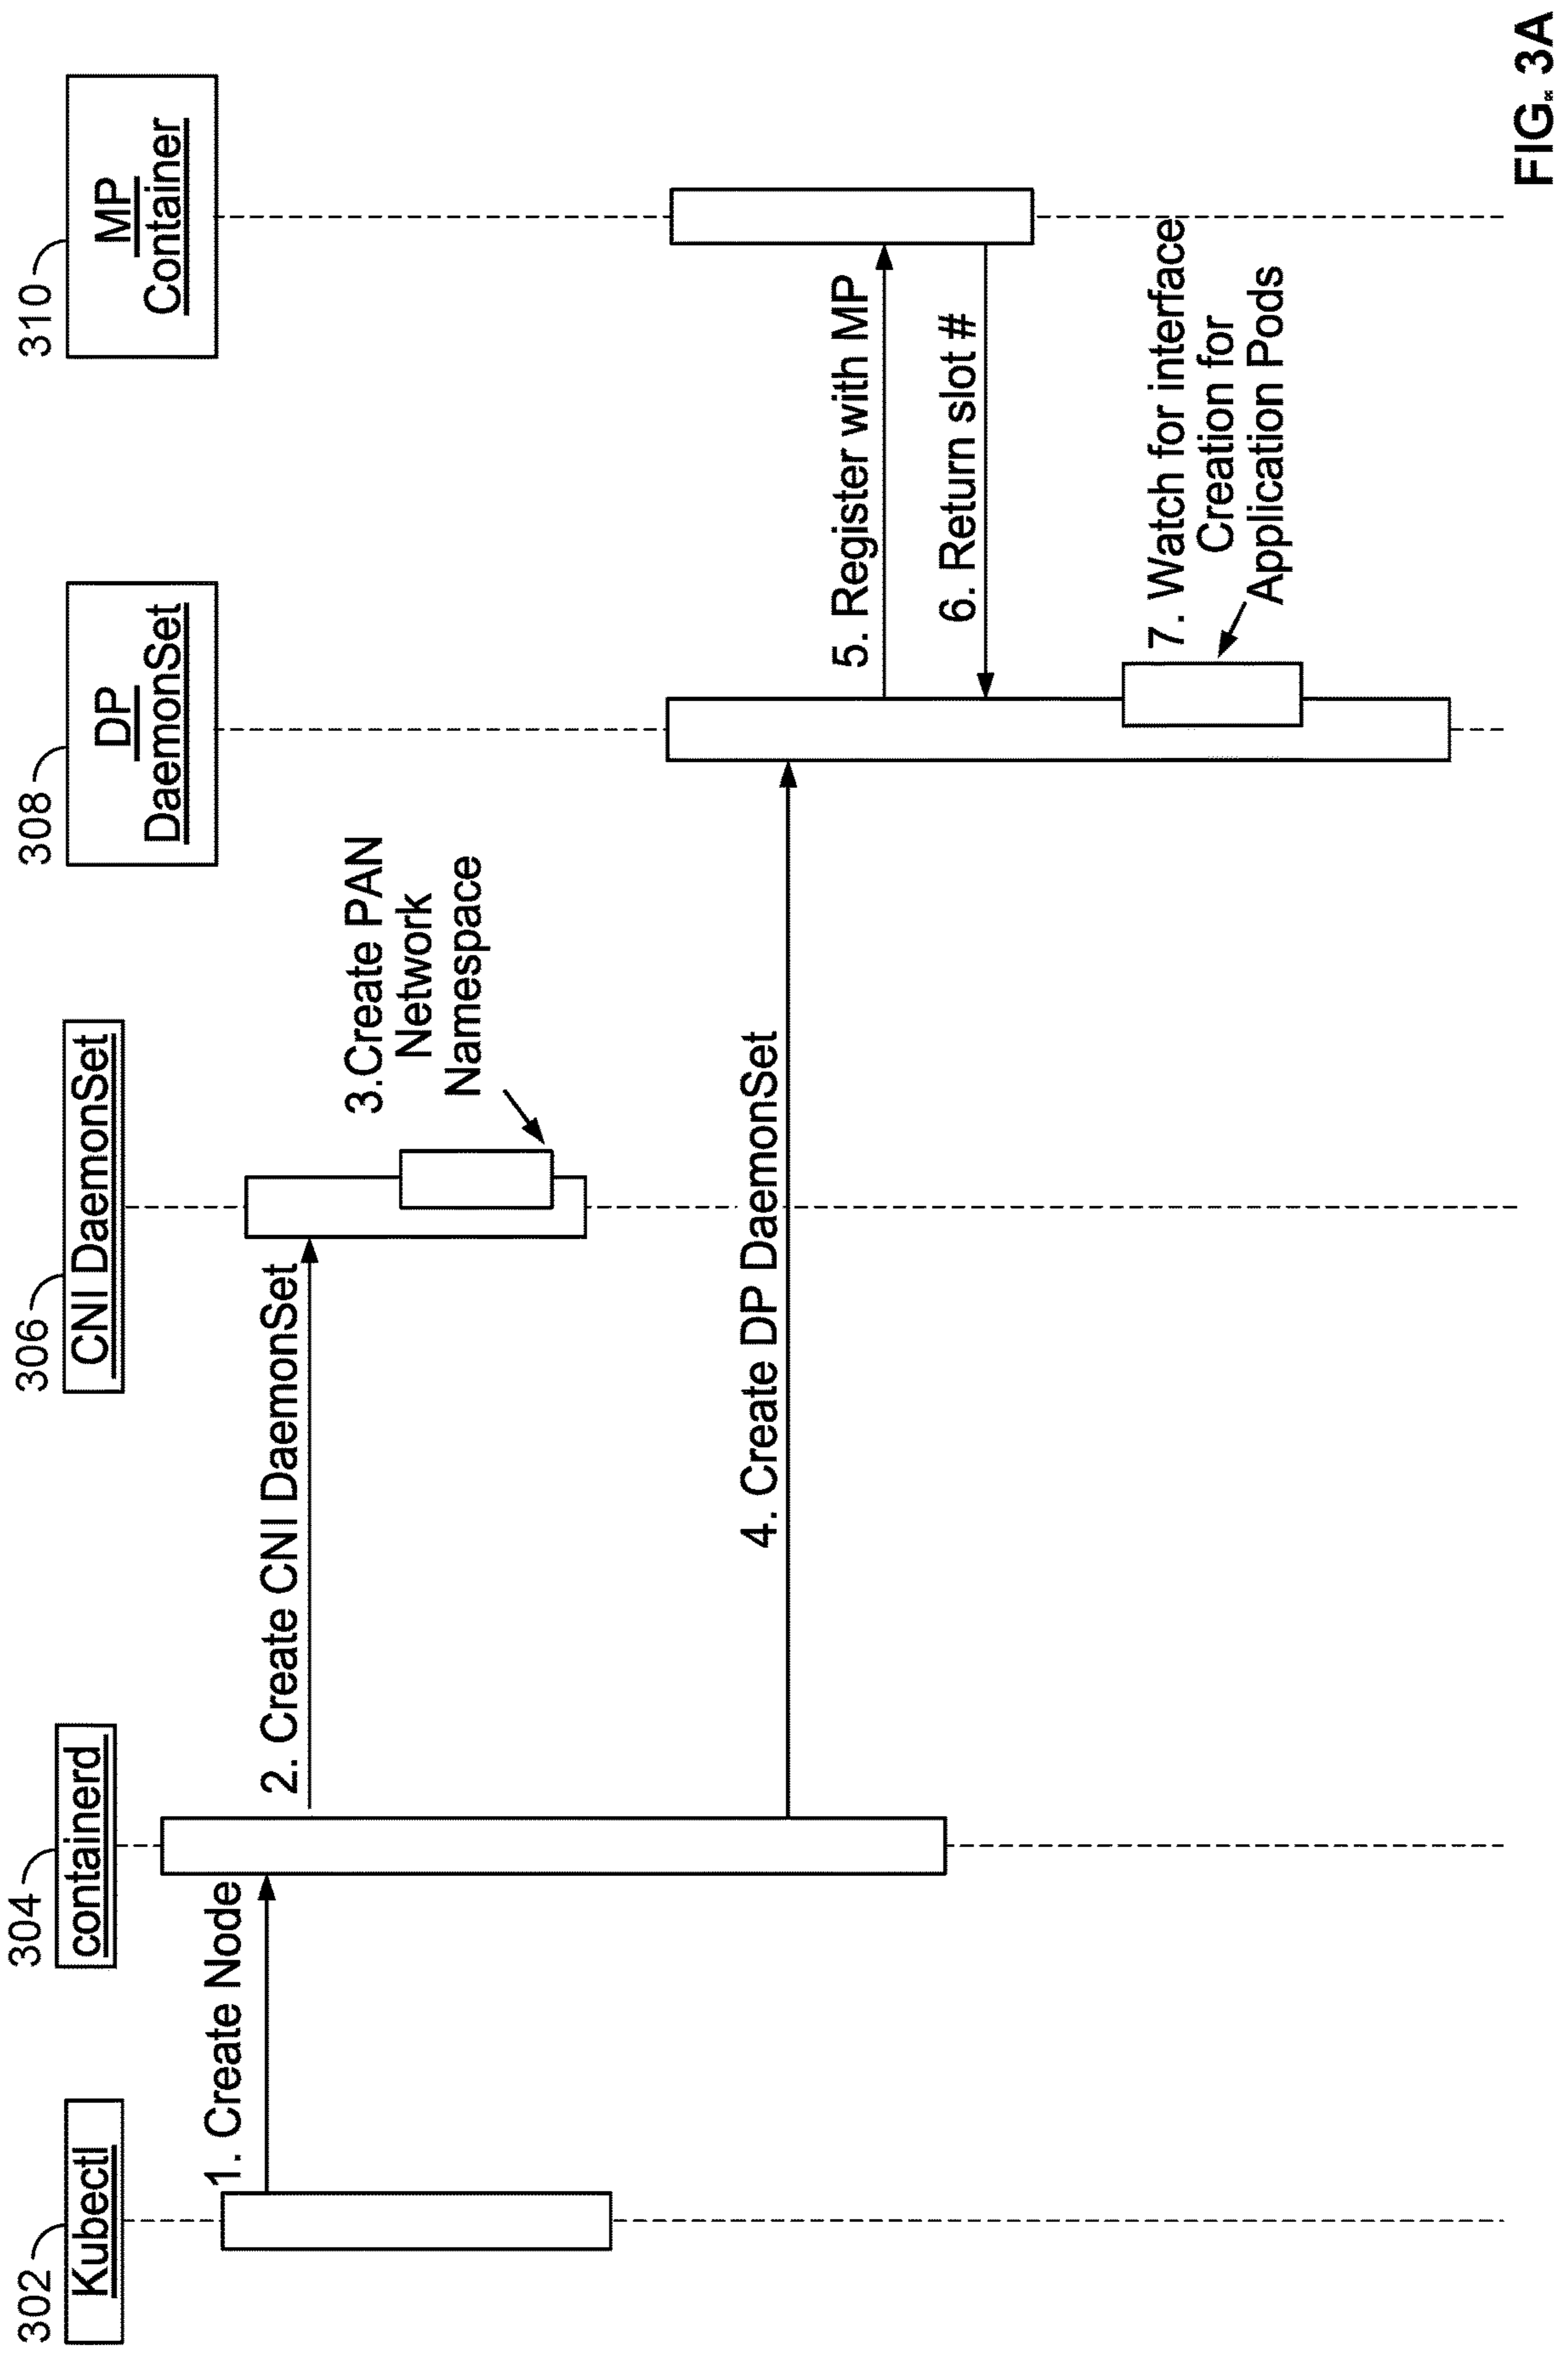 302
Kubectl
304
containerd
306
CNI DaemonSet
308
DP
DaemonSet
310
MP
Container
1. Create Node
2. Create CNI DaemonSet
3.Create PAN
Network
Namespace
4. Create DP DaemonSet
5. Register with MP
6. Return slot #
7. Watch for interface
Creation for
Application Pods
FIG. 3A